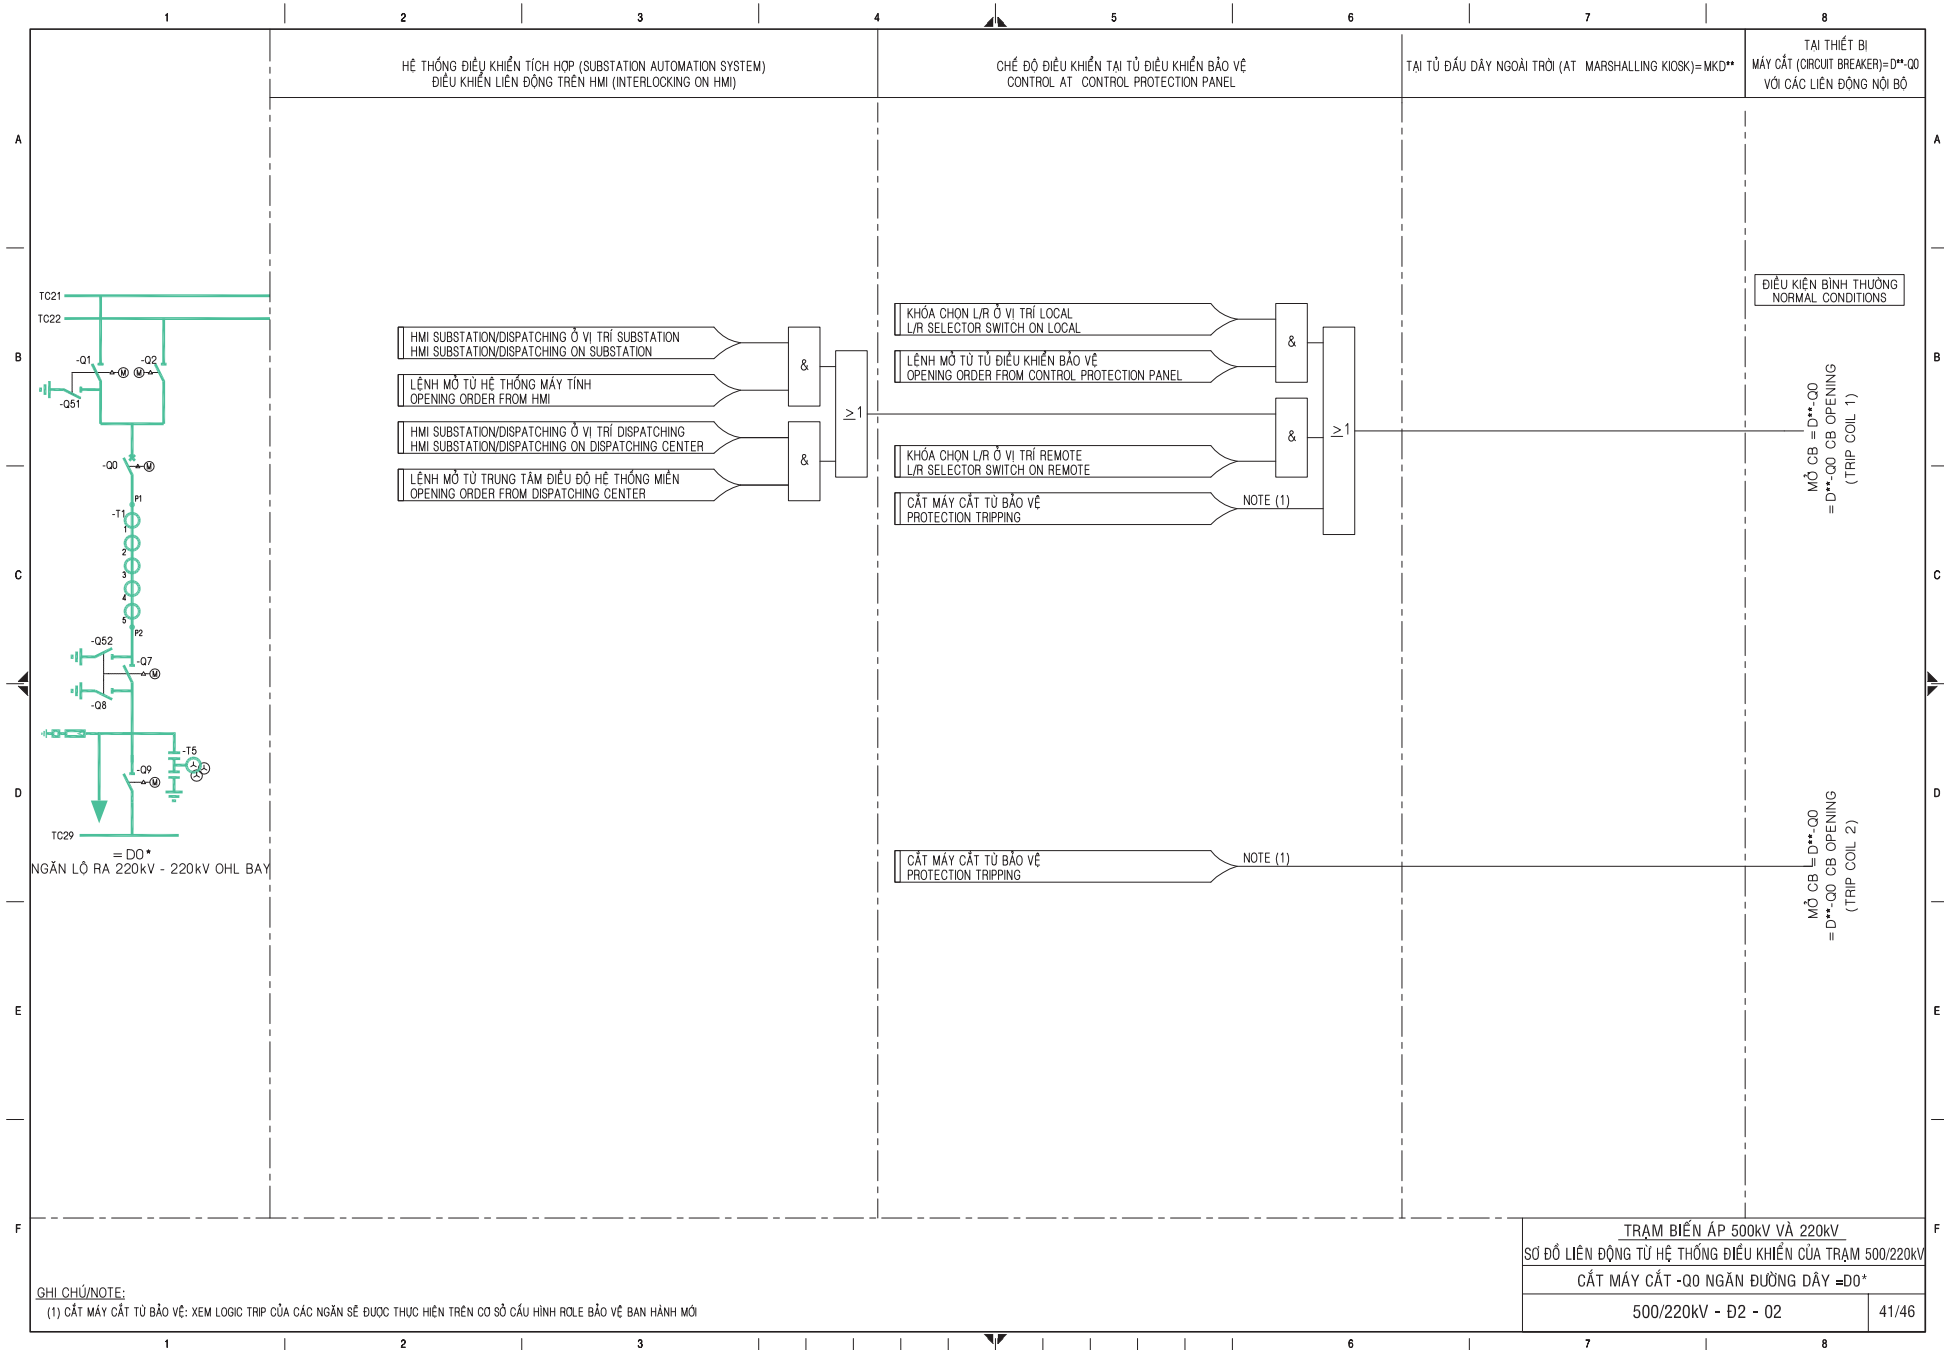 1 2 3 4 5 6 7 8
HỆ THỐNG ĐIỀU KHIỂN TÍCH HỢP (SUBSTATION AUTOMATION SYSTEM)
ĐIỀU KHIỂN LIÊN ĐỘNG TRÊN HMI (INTERLOCKING ON HMI)
CHẾ ĐỘ ĐIỀU KHIỂN TẠI TỦ ĐIỀU KHIỂN BẢO VỆ
CONTROL AT CONTROL PROTECTION PANEL
TẠI TỦ ĐẤU DÂY NGOÀI TRỜI (AT MARSHALLING KIOSK)=MKD**
TẠI THIẾT BỊ
MÁY CẮT (CIRCUIT BREAKER)=D**-Q0
VỚI CÁC LIÊN ĐỘNG NỘI BỘ
A A
B B
C C
D D
E E
F F
TC21
TC22
-Q1
M
M
-Q2
-Q51
-Q0
M
P1
-T1
1
2
3
4
5
P2
-Q52
-Q7
M
-Q8
-T5
-Q9
M
TC29
=D0*
NGĂN LỘ RA 220kV - 220kV OHL BAY
HMI SUBSTATION/DISPATCHING Ở VỊ TRÍ SUBSTATION
HMI SUBSTATION/DISPATCHING ON SUBSTATION
LỆNH MỞ TỪ HỆ THỐNG MÁY TÍNH
OPENING ORDER FROM HMI
&
HMI SUBSTATION/DISPATCHING Ở VỊ TRÍ DISPATCHING
HMI SUBSTATION/DISPATCHING ON DISPATCHING CENTER
LỆNH MỞ TỪ TRUNG TÂM ĐIỀU ĐỘ HỆ THỐNG MIỀN
OPENING ORDER FROM DISPATCHING CENTER
&
≥1
KHÓA CHỌN L/R Ở VỊ TRÍ LOCAL
L/R SELECTOR SWITCH ON LOCAL
LỆNH MỞ TỪ TỦ ĐIỀU KHIỂN BẢO VỆ
OPENING ORDER FROM CONTROL PROTECTION PANEL
&
KHÓA CHỌN L/R Ở VỊ TRÍ REMOTE
L/R SELECTOR SWITCH ON REMOTE
&
CẮT MÁY CẮT TỪ BẢO VỆ
PROTECTION TRIPPING
NOTE (1)
≥1
ĐIỀU KIỆN BÌNH THƯỜNG
NORMAL CONDITIONS
MỞ CB =D**-Q0
=D**-Q0 CB OPENING
(TRIP COIL 1)
CẮT MÁY CẮT TỪ BẢO VỆ
PROTECTION TRIPPING
NOTE (1)
MỞ CB =D**-Q0
=D**-Q0 CB OPENING
(TRIP COIL 2)
GHI CHÚ/NOTE:
(1) CẮT MÁY CẮT TỪ BẢO VỆ: XEM LOGIC TRIP CỦA CÁC NGĂN SẼ ĐƯỢC THỰC HIỆN TRÊN CƠ SỞ CẤU HÌNH RƠLE BẢO VỆ BAN HÀNH MỚI
TRẠM BIẾN ÁP 500kV VÀ 220kV
SƠ ĐỒ LIÊN ĐỘNG TỪ HỆ THỐNG ĐIỀU KHIỂN CỦA TRẠM 500/220kV
CẮT MÁY CẮT -Q0 NGĂN ĐƯỜNG DÂY =D0*
500/220kV - Đ2 - 02
41/46
1 2 3 4 6 7 8